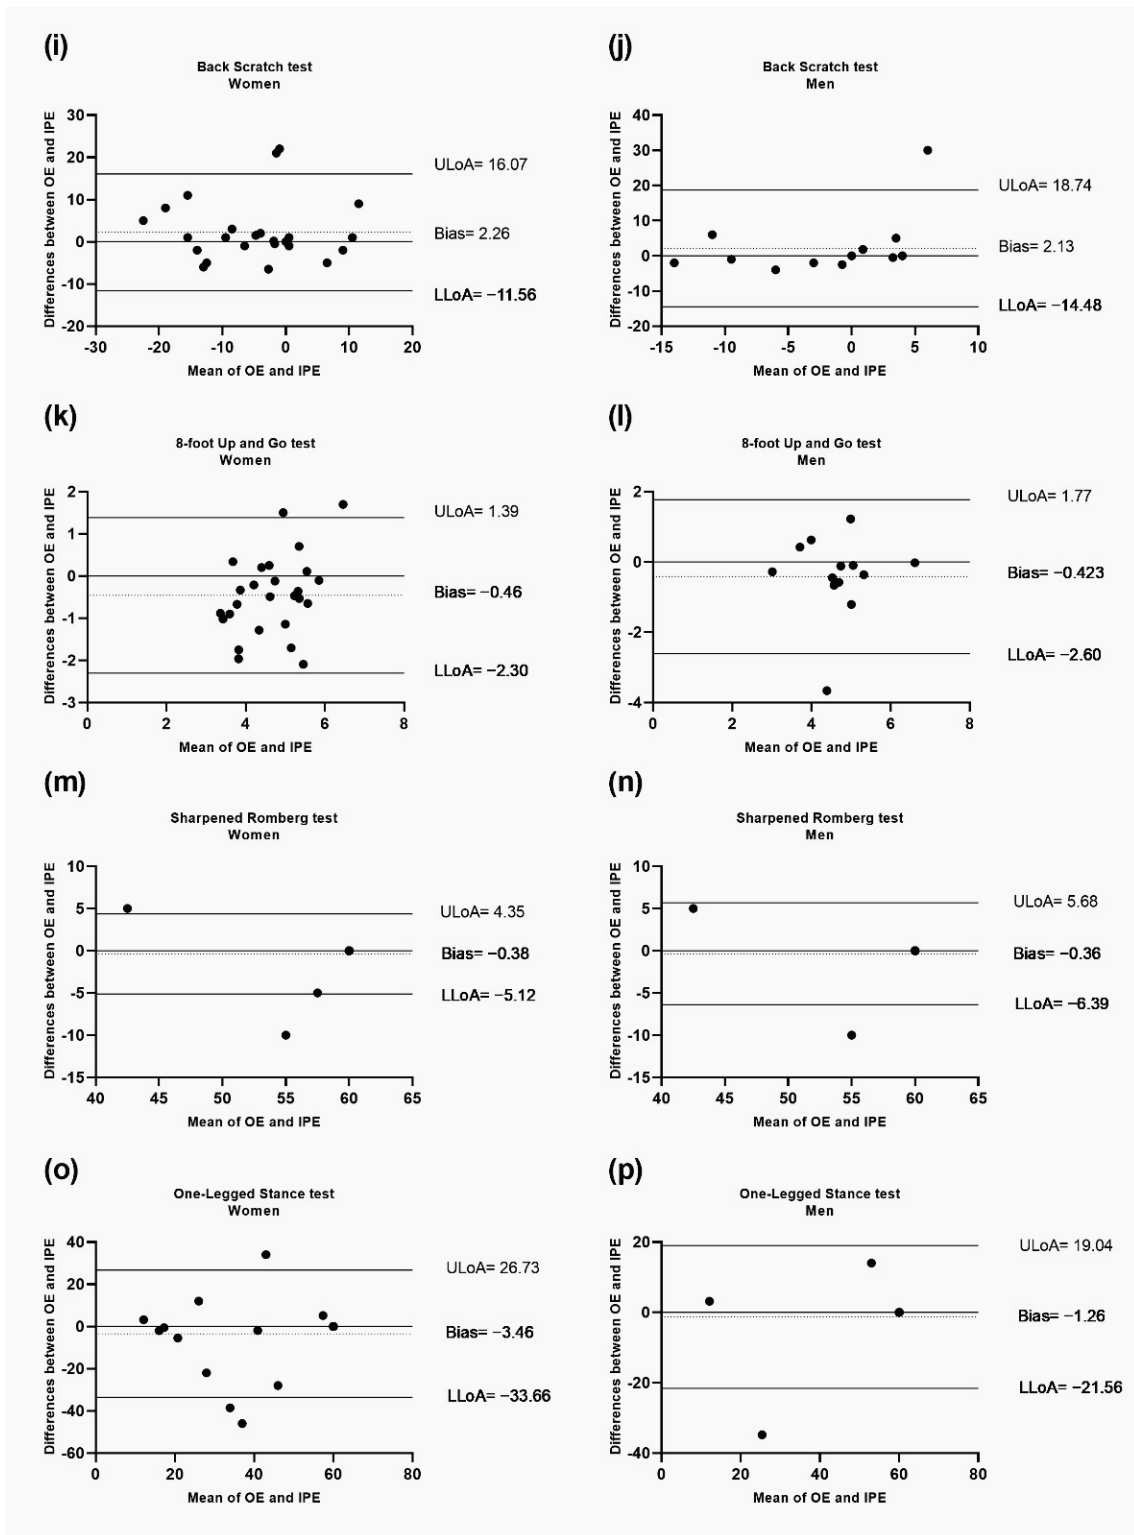 (i)
Back Scratch test
Women
Differences between OE and IPE
30
20
10
0
-10
-20
-30
-20
-10
0
10
20
Mean of OE and IPE
ULoA= 16.07
Bias= 2.26
LLoA= −11.56
(j)
Back Scratch test
Men
Differences between OE and IPE
40
30
20
10
0
-10
-20
-15
-10
-5
0
5
10
Mean of OE and IPE
ULoA= 18.74
Bias= 2.13
LLoA= −14.48
(k)
8-foot Up and Go test
Women
Differences between OE and IPE
2
1
0
-1
-2
-3
0
2
4
6
8
Mean of OE and IPE
ULoA= 1.39
Bias= −0.46
LLoA= −2.30
(l)
8-foot Up and Go test
Men
Differences between OE and IPE
2
0
-2
-4
0
2
4
6
8
Mean of OE and IPE
ULoA= 1.77
Bias= −0.423
LLoA= −2.60
(m)
Sharpened Romberg test
Women
Differences between OE and IPE
10
5
0
-5
-10
-15
40
45
50
55
60
65
Mean of OE and IPE
ULoA= 4.35
Bias= −0.38
LLoA= −5.12
(n)
Sharpened Romberg test
Men
Differences between OE and IPE
10
5
0
-5
-10
-15
40
45
50
55
60
65
Mean of OE and IPE
ULoA= 5.68
Bias= −0.36
LLoA= −6.39
(o)
One-Legged Stance test
Women
Differences between OE and IPE
40
20
0
-20
-40
-60
0
20
40
60
80
Mean of OE and IPE
ULoA= 26.73
Bias= −3.46
LLoA= −33.66
(p)
One-Legged Stance test
Men
Differences between OE and IPE
20
0
-20
-40
0
20
40
60
80
Mean of OE and IPE
ULoA= 19.04
Bias= −1.26
LLoA= −21.56